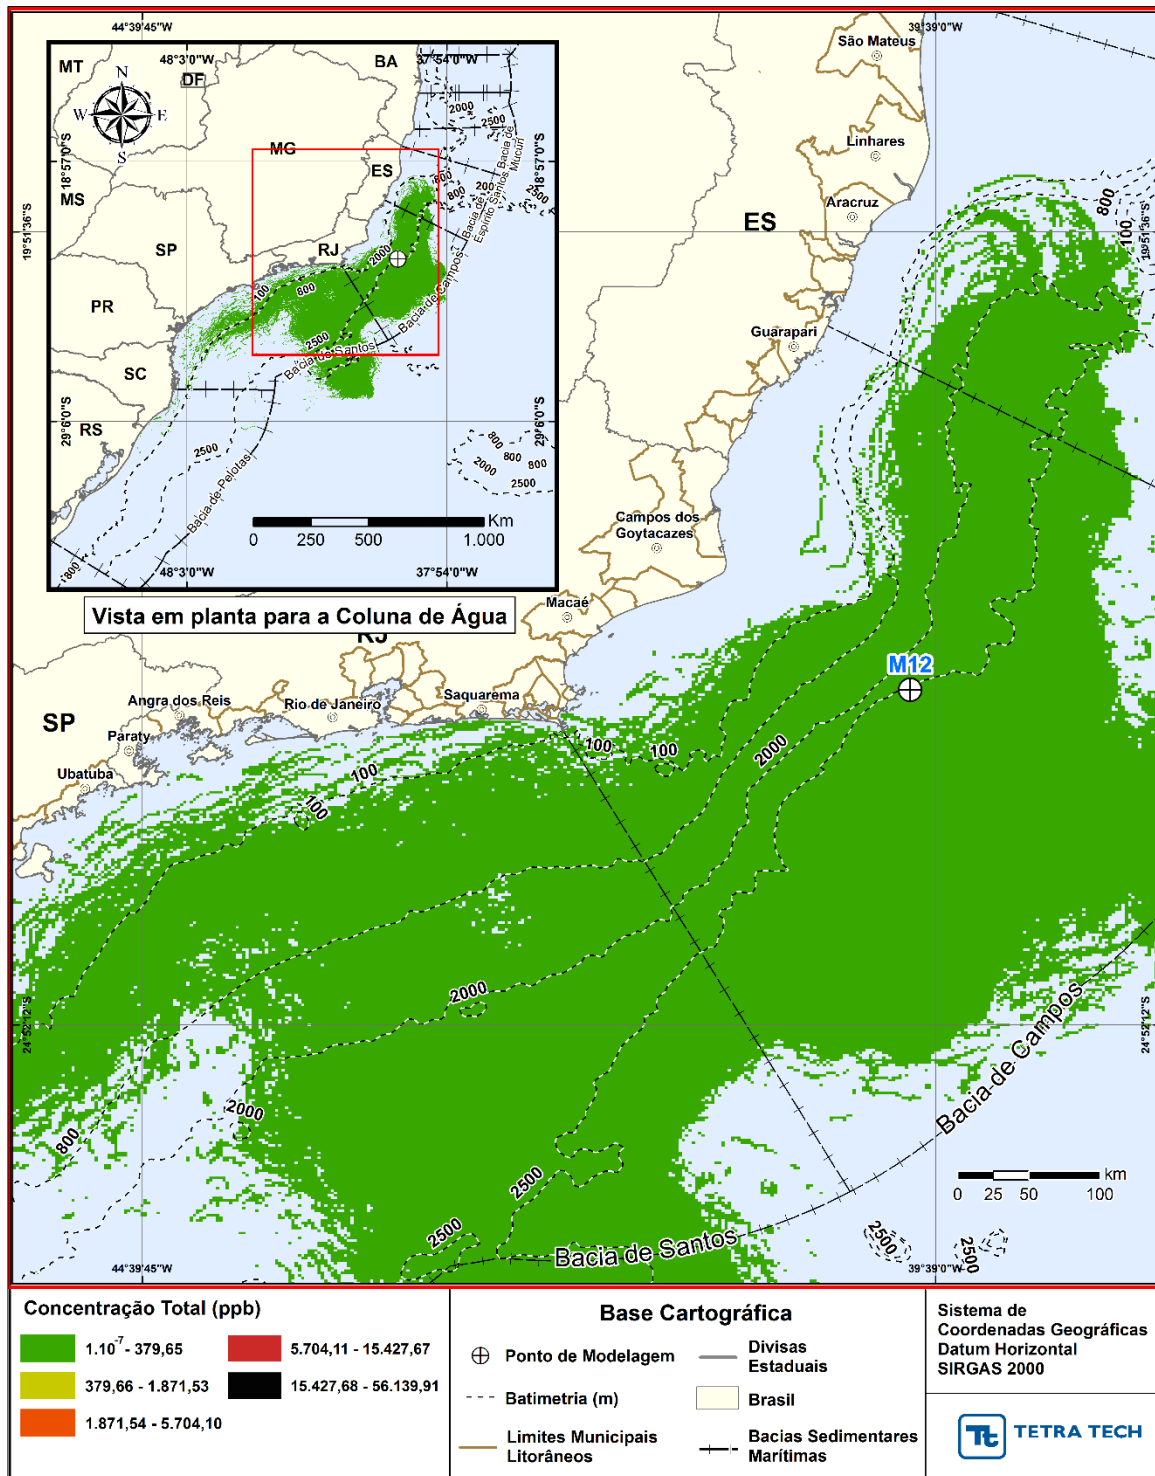 44°39'45"W
39°39'0"W
48°3'0"W
37°54'0"W
MT
DF
BA
N
W
E
S
18°57'0"S
18°57'0"S
MG
ES
MS
SP
RJ
PR
SC
RS
29°6'0"S
29°6'0"S
2000
2500
800
800
2000
100
800
2500
2500
800
800
2000
800
2500
800
Bacia de Mucuri
Bacia de Espírito Santos
Bacia de Campos
Bacia de Santos
Bacia-de-Pelotas
Km
0
250
500
1.000
48°3'0"W
37°54'0"W
Vista em planta para a Coluna de Água
19°51'36"S
19°51'36"S
São Mateus
Linhares
Aracruz
ES
800
100
Guarapari
Campos dos
Goytacazes
Macaé
RJ
M12
Saquarema
Rio de Janeiro
Angra dos Reis
SP
Paraty
Ubatuba
100
100
100
100
2000
2000
2000
800
2500
2500
2500
2500
24°52'12"S
24°52'12"S
Bacia-de-Campos
Bacia de Santos
km
0 25 50 100
44°39'45"W
39°39'0"W
Concentração Total (ppb)
1.10⁻⁷ - 379,65
379,66 - 1.871,53
1.871,54 - 5.704,10
5.704,11 - 15.427,67
15.427,68 - 56.139,91
Base Cartográfica
Ponto de Modelagem
Batimetria (m)
Limites Municipais
Litorâneos
Divisas
Estaduais
Brasil
Bacias Sedimentares
Marítimas
Sistema de
Coordenadas Geográficas
Datum Horizontal
SIRGAS 2000
Tt
TETRA TECH